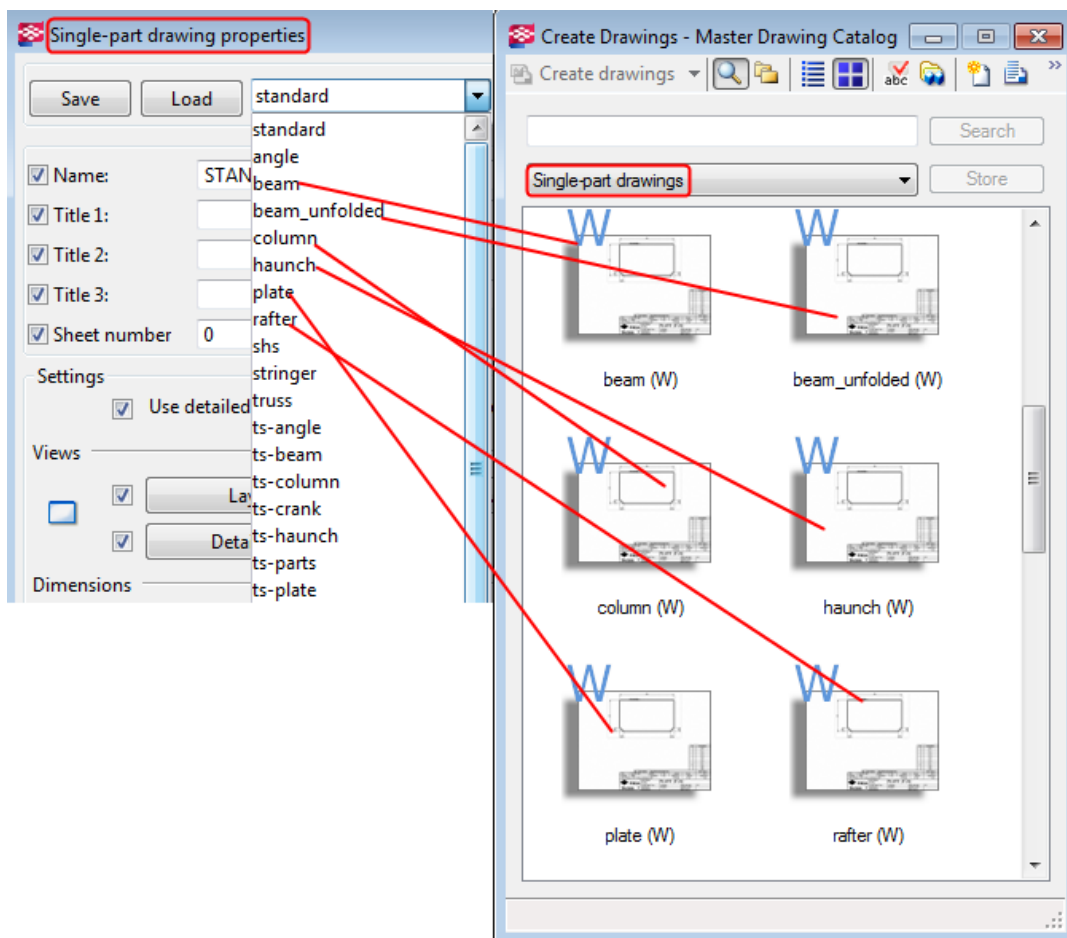 Single-part drawing properties
Save
Load
standard
standard
angle
beam
beam_unfolded
column
haunch
plate
rafter
shs
stringer
truss
ts-angle
ts-beam
ts-column
ts-crank
ts-haunch
ts-parts
ts-plate
Name:
STAN
Title 1:
Title 2:
Title 3:
Sheet number
0
Settings
Use detailed
Views
Lay
Deta
Dimensions
Create Drawings - Master Drawing Catalog
Create drawings
abc
»
Search
Single-part drawings
Store
W
W
beam (W)
beam_unfolded (W)
W
W
column (W)
haunch (W)
W
W
plate (W)
rafter (W)